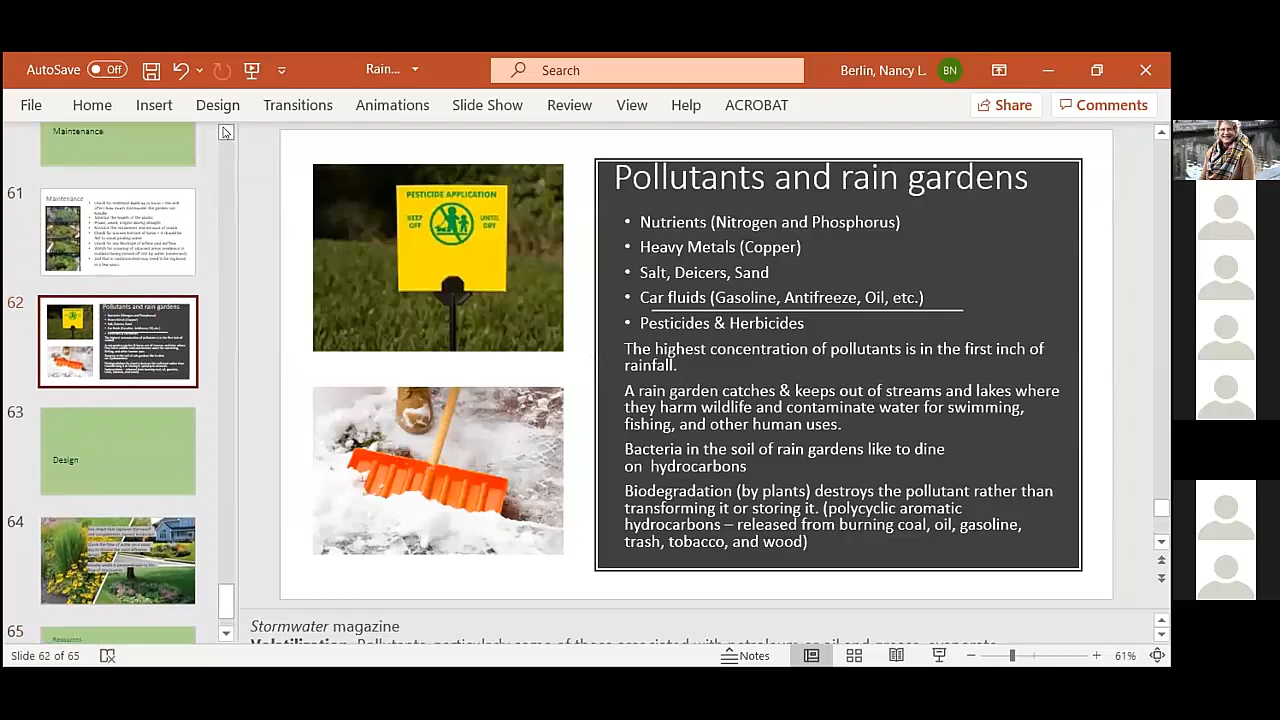 AutoSave Off Rain... Search Berlin, Nancy L. BN
File Home Insert Design Transitions Animations Slide Show Review View Help ACROBAT Share Comments
Maintenance
61
Maintenance
62
Pollutants and rain gardens
63
Design
64
65
Resources
PESTICIDE APPLICATION
KEEP OFF UNTIL DRY
Pollutants and rain gardens
• Nutrients (Nitrogen and Phosphorus)
• Heavy Metals (Copper)
• Salt, Deicers, Sand
• Car fluids (Gasoline, Antifreeze, Oil, etc.)
• Pesticides & Herbicides
The highest concentration of pollutants is in the first inch of
rainfall.
A rain garden catches & keeps out of streams and lakes where
they harm wildlife and contaminate water for swimming,
fishing, and other human uses.
Bacteria in the soil of rain gardens like to dine
on hydrocarbons
Biodegradation (by plants) destroys the pollutant rather than
transforming it or storing it. (polycyclic aromatic
hydrocarbons – released from burning coal, oil, gasoline,
trash, tobacco, and wood)
Stormwater magazine
Slide 62 of 65 Notes 61%